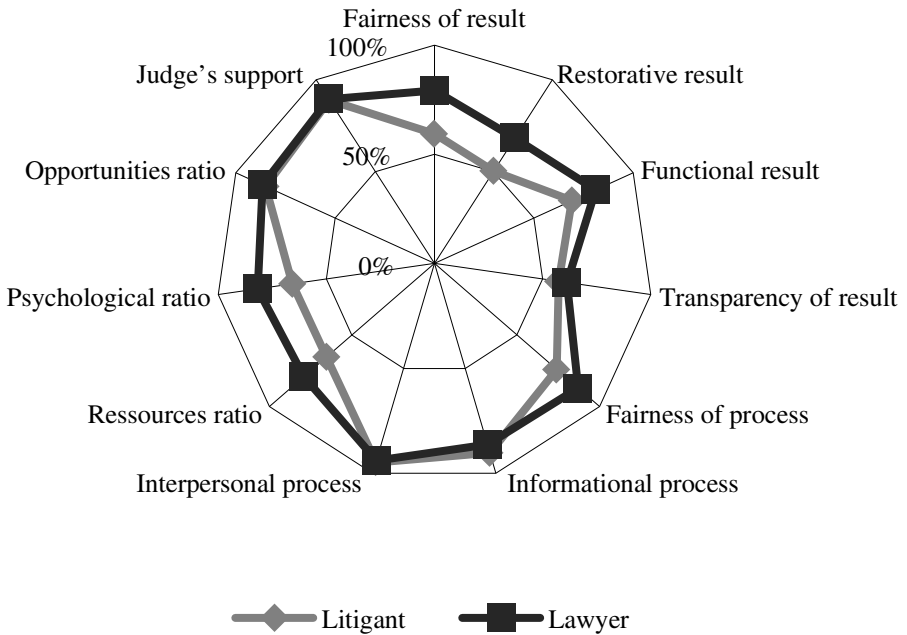 Fairness of result
100%
Judge's support
Restorative result
50%
Opportunities ratio
Functional result
0%
Psychological ratio
Transparency of result
Ressources ratio
Fairness of process
Interpersonal process
Informational process
Litigant
Lawyer